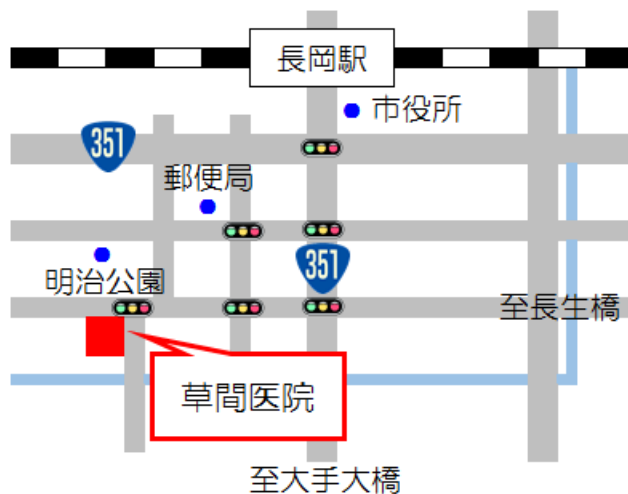 長岡駅
市役所
351
郵便局
351
明治公園
至長生橋
草間医院
至大手大橋